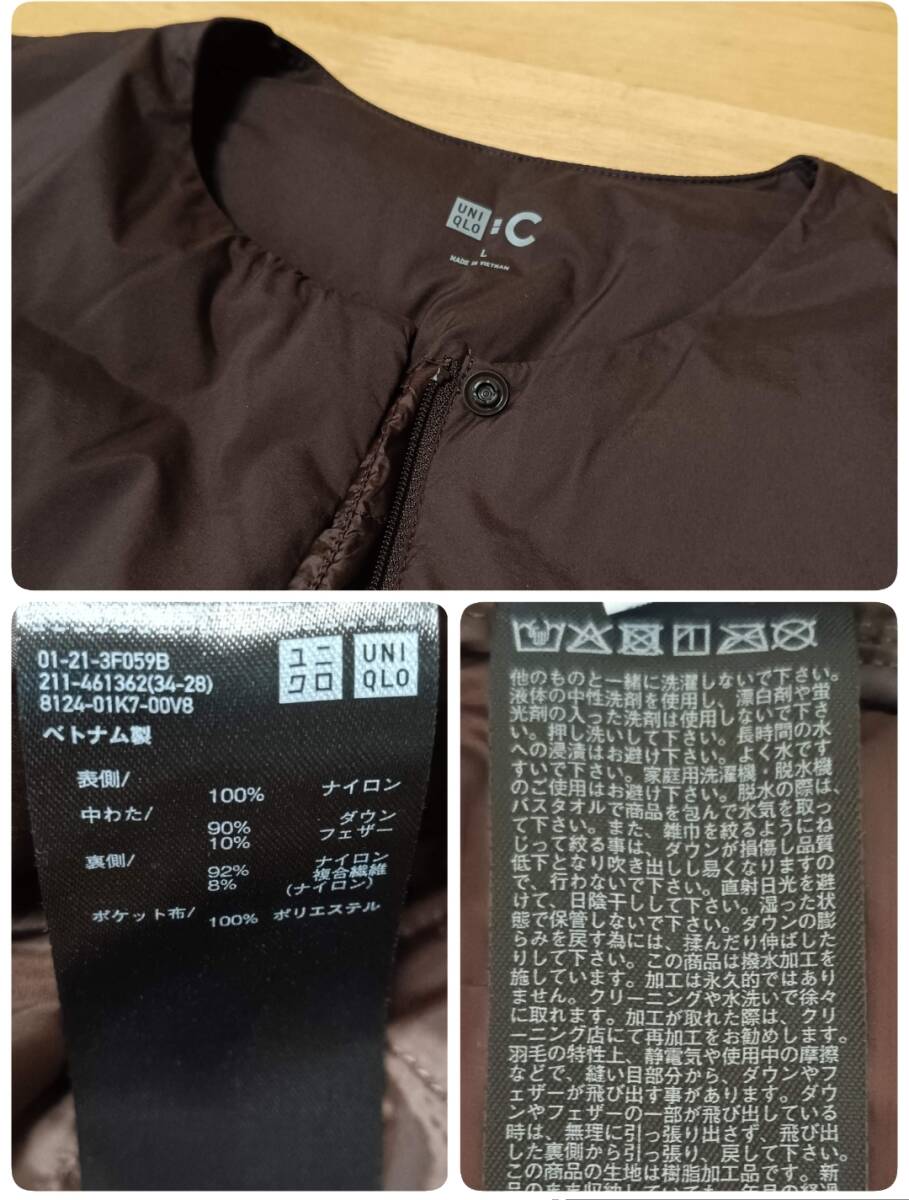 UNI
QLO
:C
L
MADE IN VIETNAM
01-21-3F059B
211-461362(34-28)
8124-01K7-00V8
ベトナム製
ユニ
クロ
UNI
QLO
表側/
100% ナイロン
中わた/
90% ダウン
10% フェザー
裏側/
92% ナイロン
8% 複合繊維
(ナイロン)
ポケット布/ 100% ポリエステル
他のものと一緒に洗濯しないで下さい。
液体の中性洗剤を使用し、漂白剤や蛍
光剤の入った洗剤は使用しないで下さ
い。押し洗いして下さい。長時間の水
への浸漬はお避け下さい。よく水です
すいで下さい。家庭用洗濯機・脱水機
のご使用はお避け下さい。脱水の際は、
バスタオルで商品を包んで水気を取っ
て下さい。また、雑巾を絞るようにね
じって絞る事は、ダウンが損傷し品質
低下となり吹き出しし易くなりますの
で、行わないで下さい。直射日光を避
けて、日陰干しして下さい。湿った状
態で保管しないで下さい。ダウンの膨
らみを戻す為には、揉んだり伸ばした
りして下さい。この商品は撥水加工を
施しています。加工は永久的ではあり
ません。クリーニングや水洗いで徐々
に取れます。加工が取れた際は、クリ
ーニング店にて再加工をお勧めします。
羽毛の特性上、静電気や使用中の摩擦
などで、縫い目部分から、ダウンやフ
ェザーが飛び出す事があります。ダウ
ンやフェザーの一部が飛び出している
時は、無理に引っ張り出さず、飛び出
した裏側から引っ張り、戻して下さい。
この商品の生地は樹脂加工品です。新